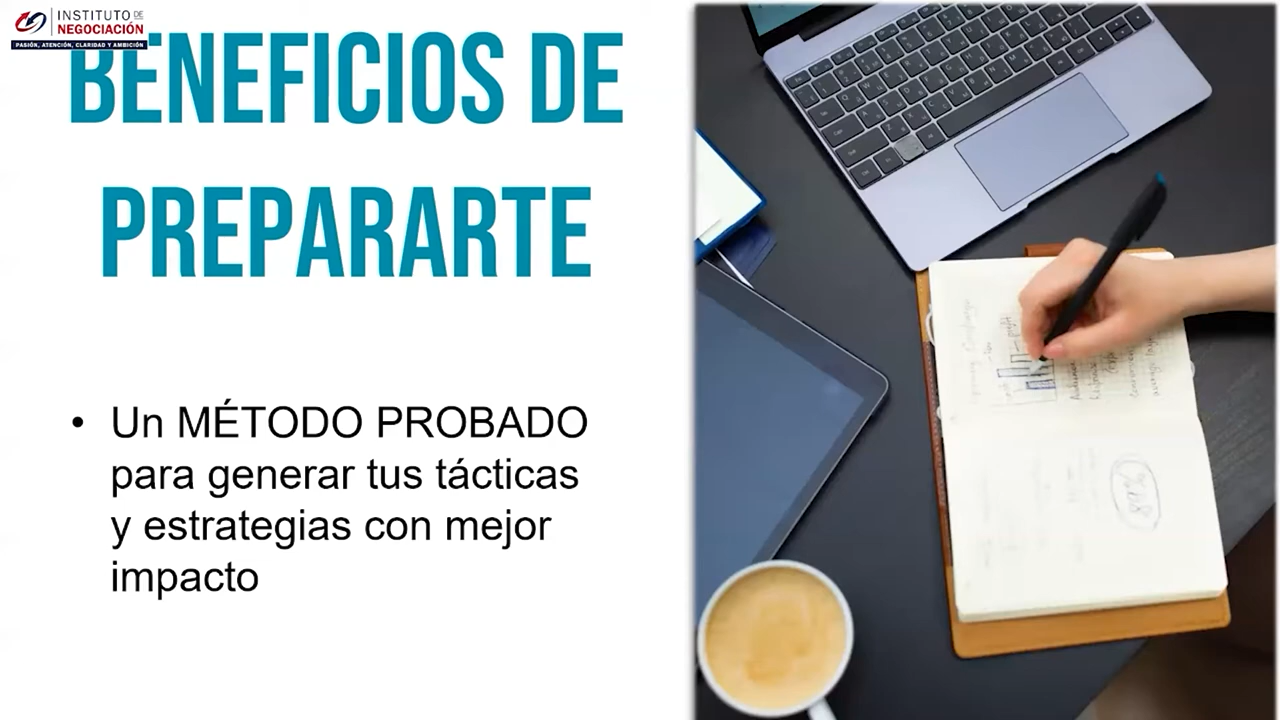 INSTITUTO DE
NEGOCIACIÓN
PASIÓN, ATENCIÓN, CLARIDAD Y AMBICIÓN
BENEFICIOS DE
PREPARARTE
• Un MÉTODO PROBADO
para generar tus tácticas
y estrategias con mejor
impacto